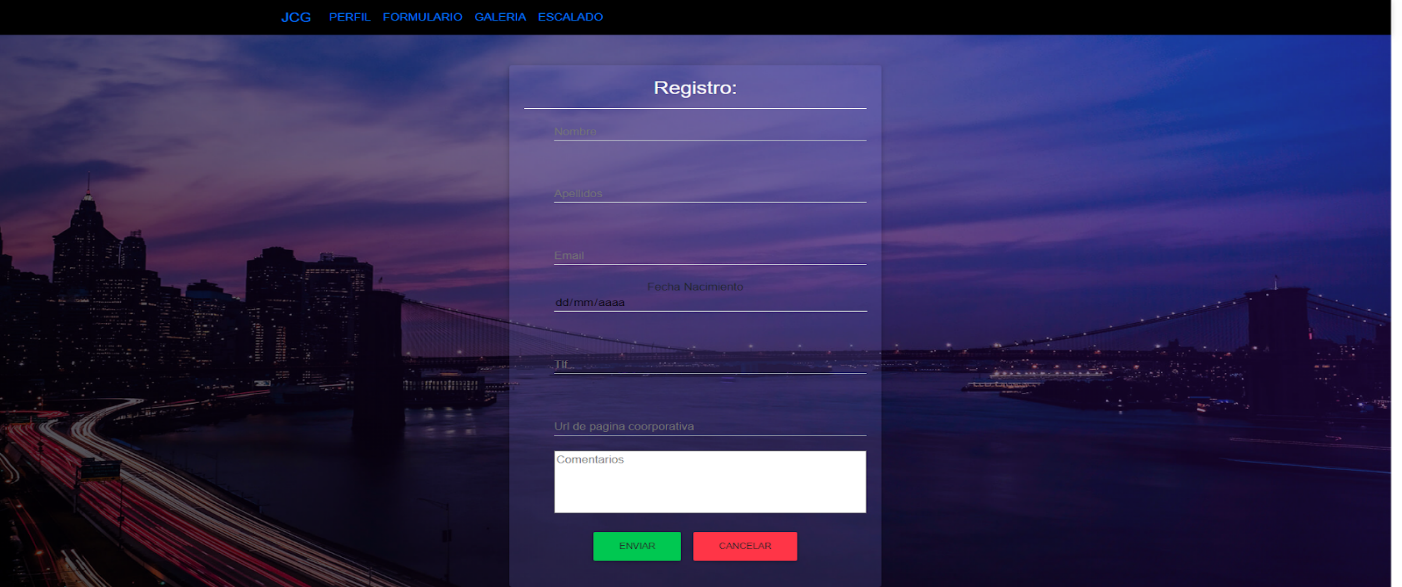 JCG PERFIL FORMULARIO GALERIA ESCALADO
Registro:
Nombre
Apellidos
Email
Fecha Nacimiento
dd/mm/aaaa
Tlf.
Url de pagina coorporativa
Comentarios
ENVIAR CANCELAR